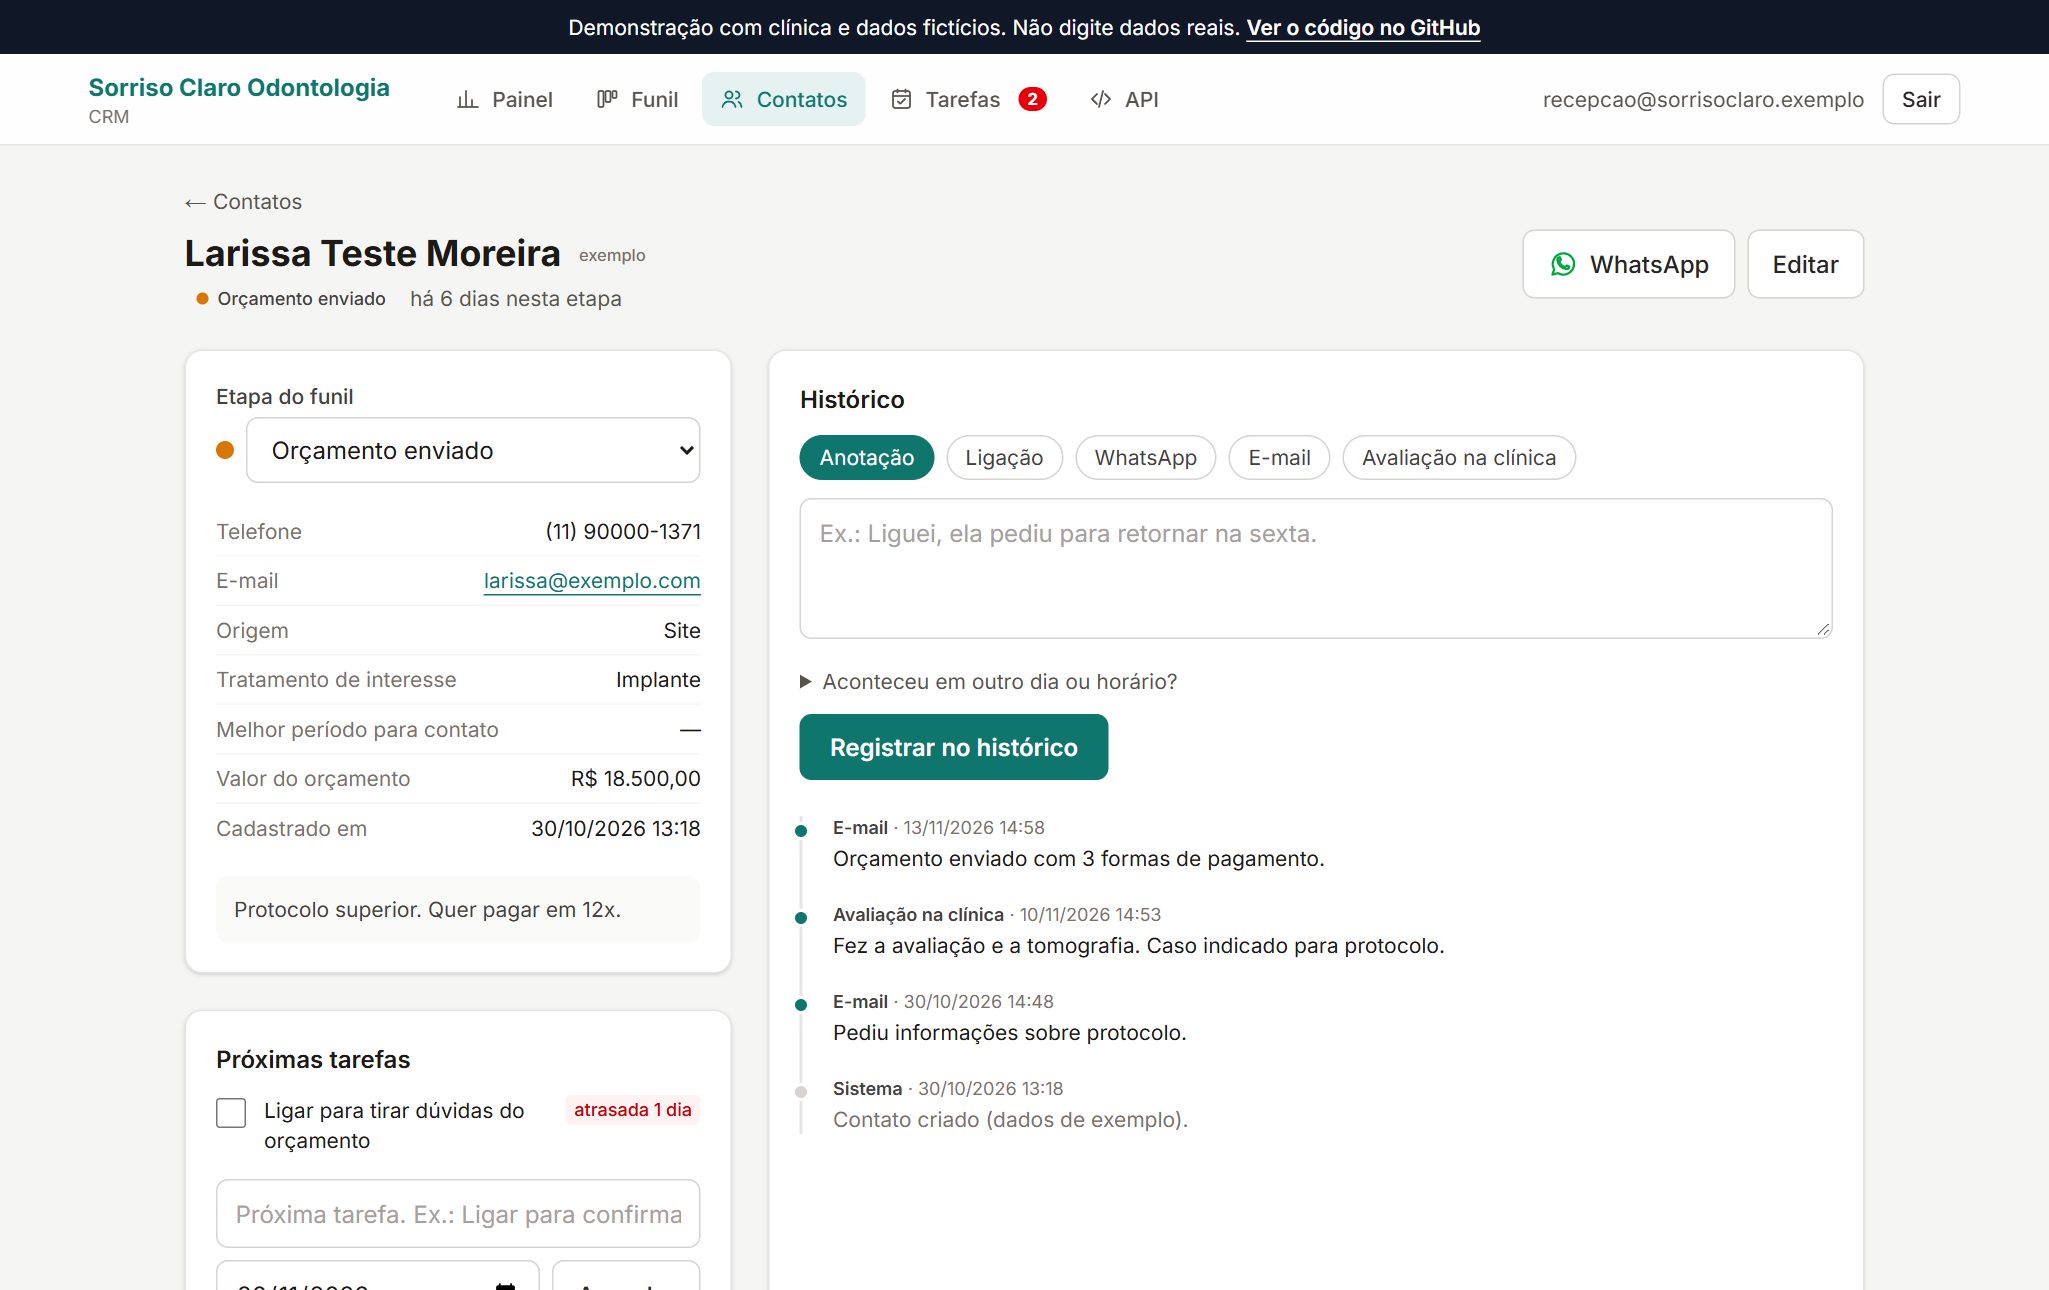 Demonstração com clínica e dados fictícios. Não digite dados reais. Ver o código no GitHub
Sorriso Claro Odontologia
CRM
Painel
Funil
Contatos
Tarefas 2
API
recepcao@sorrisoclaro.exemplo
Sair
← Contatos
Larissa Teste Moreira exemplo
Orçamento enviado há 6 dias nesta etapa
WhatsApp
Editar
Etapa do funil
Orçamento enviado
Telefone (11) 90000-1371
E-mail larissa@exemplo.com
Origem Site
Tratamento de interesse Implante
Melhor período para contato —
Valor do orçamento R$ 18.500,00
Cadastrado em 30/10/2026 13:18
Protocolo superior. Quer pagar em 12x.
Próximas tarefas
Ligar para tirar dúvidas do
orçamento
atrasada 1 dia
Próxima tarefa. Ex.: Ligar para confirma
Histórico
Anotação
Ligação
WhatsApp
E-mail
Avaliação na clínica
Ex.: Liguei, ela pediu para retornar na sexta.
Aconteceu em outro dia ou horário?
Registrar no histórico
E-mail · 13/11/2026 14:58
Orçamento enviado com 3 formas de pagamento.
Avaliação na clínica · 10/11/2026 14:53
Fez a avaliação e a tomografia. Caso indicado para protocolo.
E-mail · 30/10/2026 14:48
Pediu informações sobre protocolo.
Sistema · 30/10/2026 13:18
Contato criado (dados de exemplo).